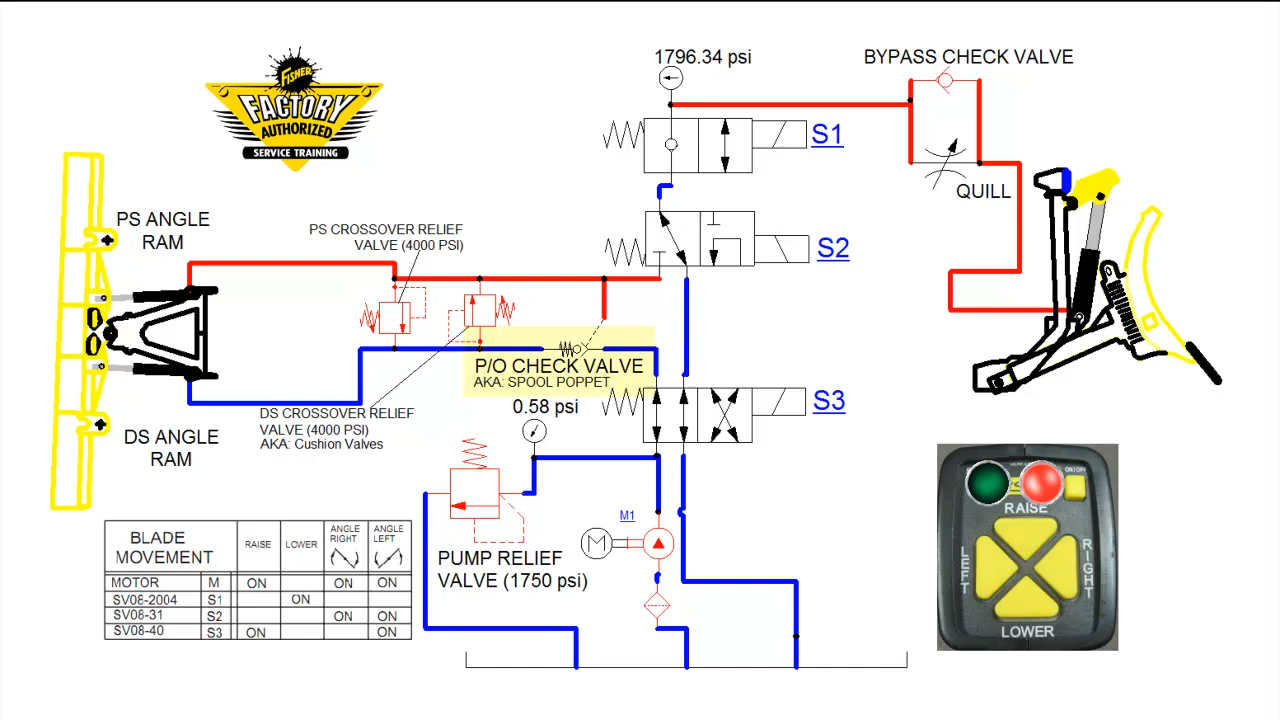 FISHER
FACTORY
AUTHORIZED
SERVICE TRAINING
1796.34 psi
BYPASS CHECK VALVE
S1
QUILL
PS ANGLE
RAM
PS CROSSOVER RELIEF
VALVE (4000 PSI)
S2
P/O CHECK VALVE
AKA: SPOOL POPPET
0.58 psi
S3
DS CROSSOVER RELIEF
VALVE (4000 PSI)
AKA: Cushion Valves
DS ANGLE
RAM
M1
M
PUMP RELIEF
VALVE (1750 psi)
BLADE
MOVEMENT
RAISE
LOWER
ANGLE
RIGHT
ANGLE
LEFT
MOTOR M ON ON ON
SV08-2004 S1 ON
SV08-31 S2 ON ON
SV08-40 S3 ON ON
ON/OFF
RAISE
LEFT
RIGHT
LOWER